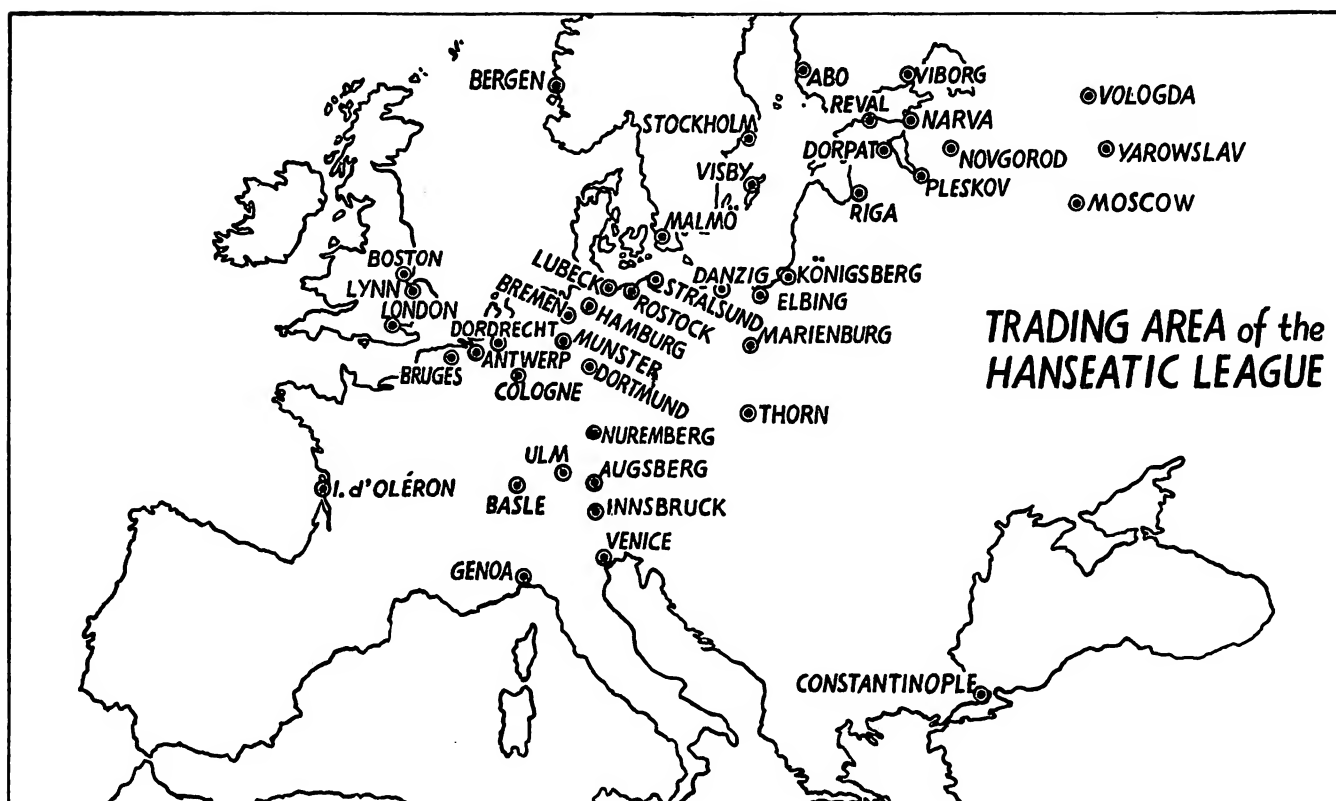 BERGEN
ABO
VIBORG
VOLOGDA
REVAL
NARVA
STOCKHOLM
DORPAT
NOVGOROD
YAROWSLAV
VISBY
PLESKOV
RIGA
MOSCOW
MALMÖ
BOSTON
LYNN
LONDON
LUBECK
BREMEN
ROSTOCK
STRALSUND
HAMBURG
DANZIG
KÖNIGSBERG
ELBING
MARIENBURG
DORDRECHT
MUNSTER
ANTWERP
BRUGES
COLOGNE
DORTMUND
TRADING AREA of the
HANSEATIC LEAGUE
THORN
NUREMBERG
ULM
AUGSBERG
I. d'OLÉRON
BASLE
INNSBRUCK
VENICE
GENOA
CONSTANTINOPLE